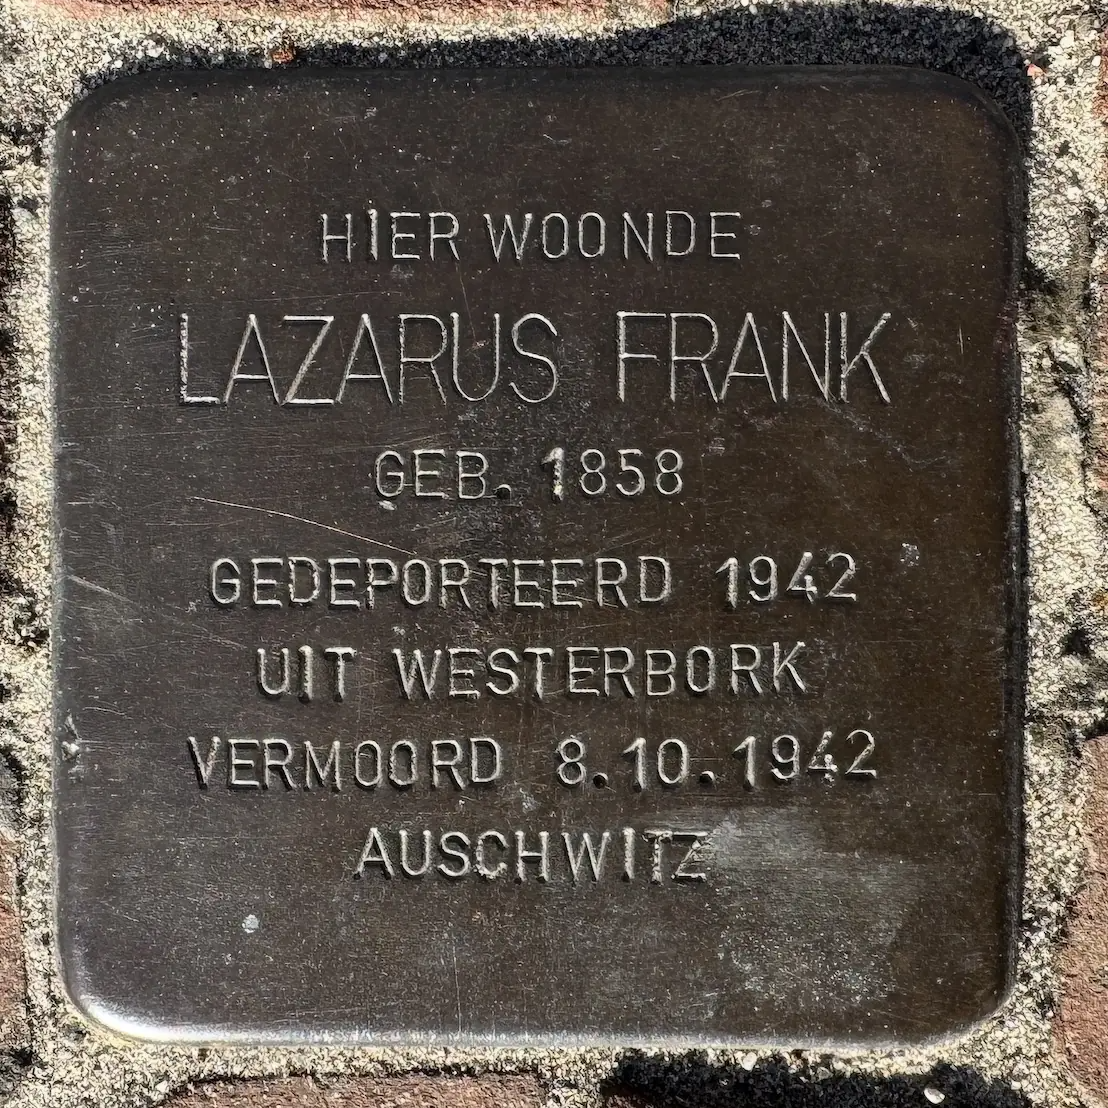 HIER WOONDE
LAZARUS FRANK
GEB. 1858
GEDEPORTEERD 1942
UIT WESTERBORK
VERMOORD 8.10.1942
AUSCHWITZ